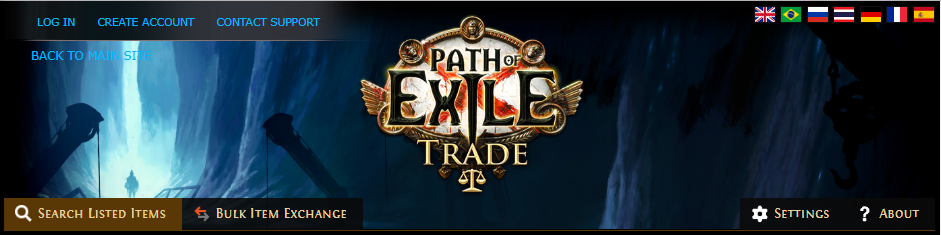 LOG IN CREATE ACCOUNT CONTACT SUPPORT
BACK TO MAIN SITE
PATH OF
EXILE
TRADE
SEARCH LISTED ITEMS BULK ITEM EXCHANGE SETTINGS ? ABOUT